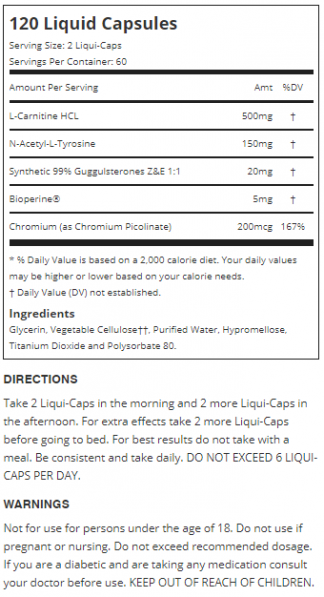 120 Liquid Capsules
Serving Size: 2 Liqui-Caps
Servings Per Container: 60
Amount Per Serving Amt %DV
L-Carnitine HCL 500mg †
N-Acetyl-L-Tyrosine 150mg †
Synthetic 99% Guggulsterones Z&E 1:1 20mg †
Bioperine® 5mg †
Chromium (as Chromium Picolinate) 200mcg 167%
* % Daily Value is based on a 2,000 calorie diet. Your daily values
may be higher or lower based on your calorie needs.
† Daily Value (DV) not established.
Ingredients
Glycerin, Vegetable Cellulose††, Purified Water, Hypromellose,
Titanium Dioxide and Polysorbate 80.
DIRECTIONS
Take 2 Liqui-Caps in the morning and 2 more Liqui-Caps in
the afternoon. For extra effects take 2 more Liqui-Caps
before going to bed. For best results do not take with a
meal. Be consistent and take daily. DO NOT EXCEED 6 LIQUI-
CAPS PER DAY.
WARNINGS
Not for use for persons under the age of 18. Do not use if
pregnant or nursing. Do not exceed recommended dosage.
If you are a diabetic and are taking any medication consult
your doctor before use. KEEP OUT OF REACH OF CHILDREN.